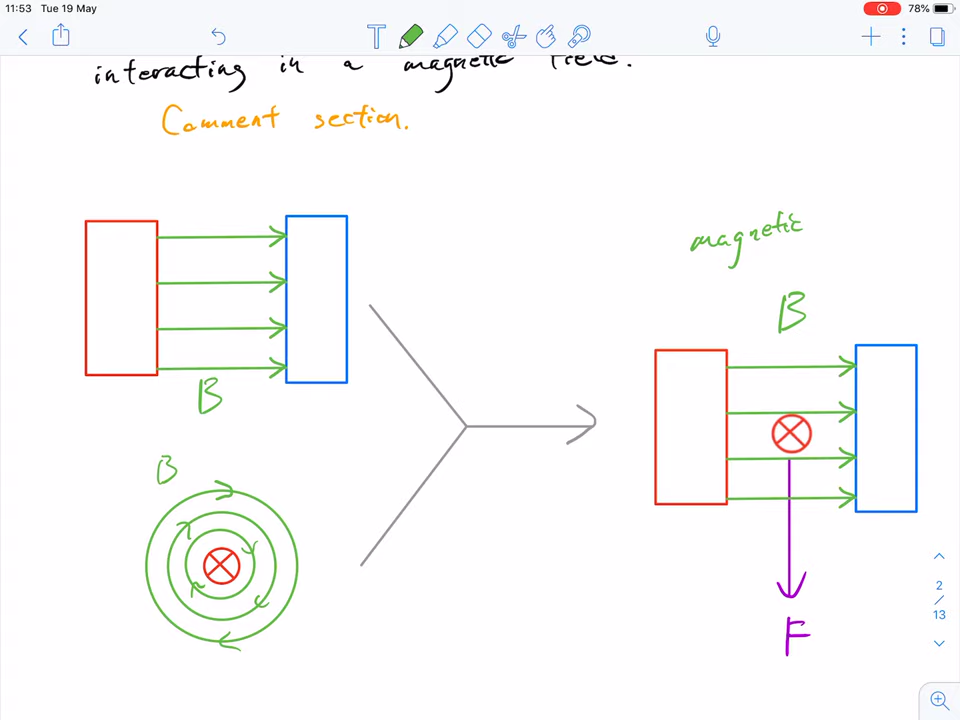 11:53 Tue 19 May
78%
interacting in a magnetic field.
Comment section.
magnetic
B
B
B
F
2
/
13